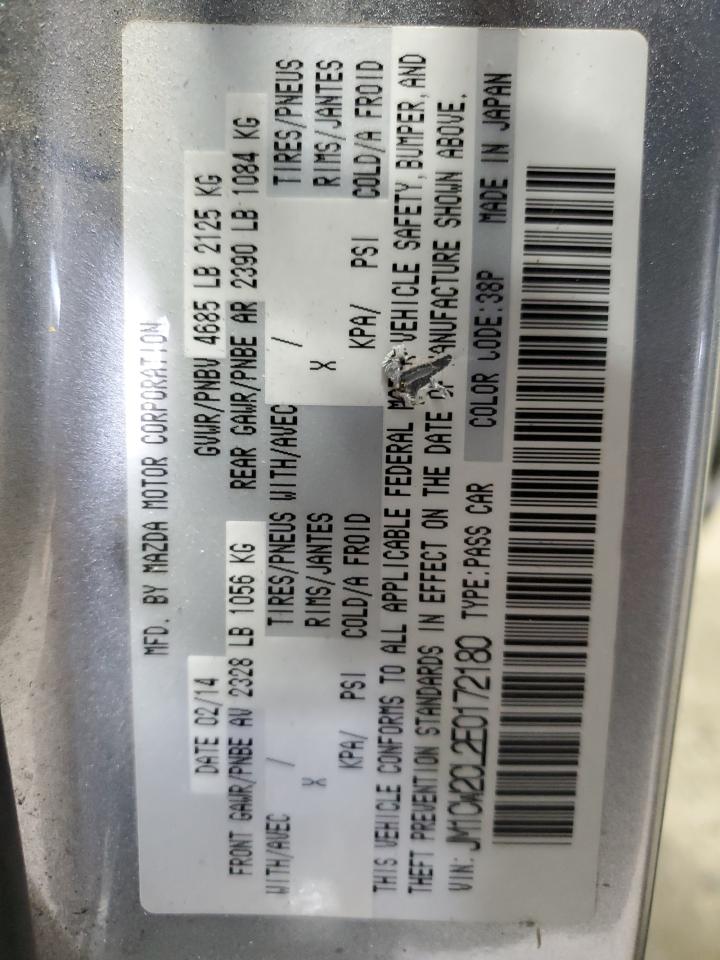 MFD. BY MAZDA MOTOR CORPORATION
DATE 02/14 GVWR/PNBV 4685 LB 2125 KG
FRONT GAWR/PNBE AV 2328 LB 1056 KG REAR GAWR/PNBE AR 2390 LB 1084 KG
WITH/AVEC / TIRES/PNEUS WITH/AVEC / TIRES/PNEUS
X RIMS/JANTES X RIMS/JANTES
KPA/ PSI COLD/A FROID KPA/ PSI COLD/A FROID
THIS VEHICLE CONFORMS TO ALL APPLICABLE FEDERAL VEHICLE SAFETY, BUMPER, AND
THEFT PREVENTION STANDARDS IN EFFECT ON THE DATE MANUFACTURE SHOWN ABOVE.
VIN: JM1CW2CL2E0172180 TYPE:PASS CAR COLOR CODE:38P MADE IN JAPAN